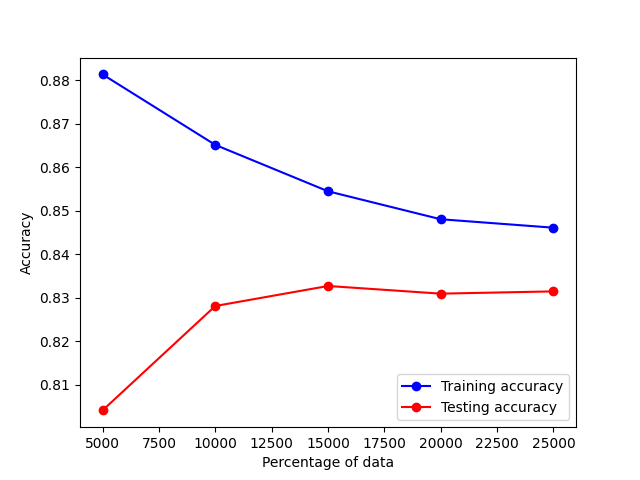 0.88
0.87
0.86
0.85
0.84
0.83
0.82
0.81
Accuracy
5000 7500 10000 12500 15000 17500 20000 22500 25000
Percentage of data
Training accuracy
Testing accuracy